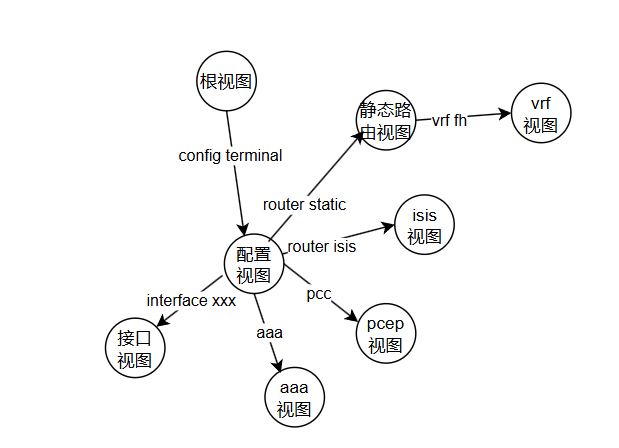 根视图
config terminal
静态路
由视图
vrf fh
vrf
视图
router static
isis
视图
router isis
配置
视图
interface xxx
pcc
接口
视图
aaa
pcep
视图
aaa
视图